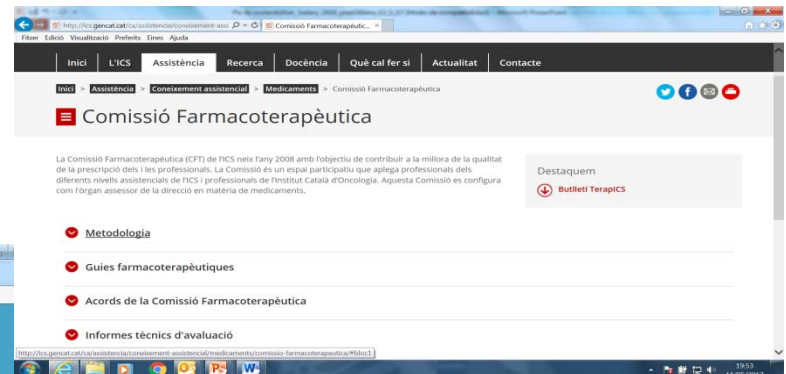 http://ics.gencat.cat/ca/assistencia/coneixement-assi
Comissió Farmacoterapèutic...
Fitxer Edició Visualització Preferits Eines Ajuda
Inici L'ICS Assistència Recerca Docència Què cal fer si Actualitat Contacte
Inici > Assistència > Coneixement assistencial > Medicaments > Comissió Farmacoterapèutica
Comissió Farmacoterapèutica
La Comissió Farmacoterapèutica (CFT) de l'ICS neix l'any 2008 amb l'objectiu de contribuir a la millora de la qualitat
de la prescripció dels i les professionals. La Comissió és un espai participatiu que aplega professionals dels
diferents nivells assistencials de l'ICS i professionals de l'Institut Català d'Oncologia. Aquesta Comissió es configura
com l'òrgan assessor de la direcció en matèria de medicaments.
Destaquem
Butlletí TerapICS
Metodologia
Guies farmacoterapèutiques
Acords de la Comissió Farmacoterapèutica
Informes tècnics d'avaluació
http://ics.gencat.cat/ca/assistencia/coneixement-assistencial/medicaments/comissio-farmacoterapeutica/#bloc1
19:53